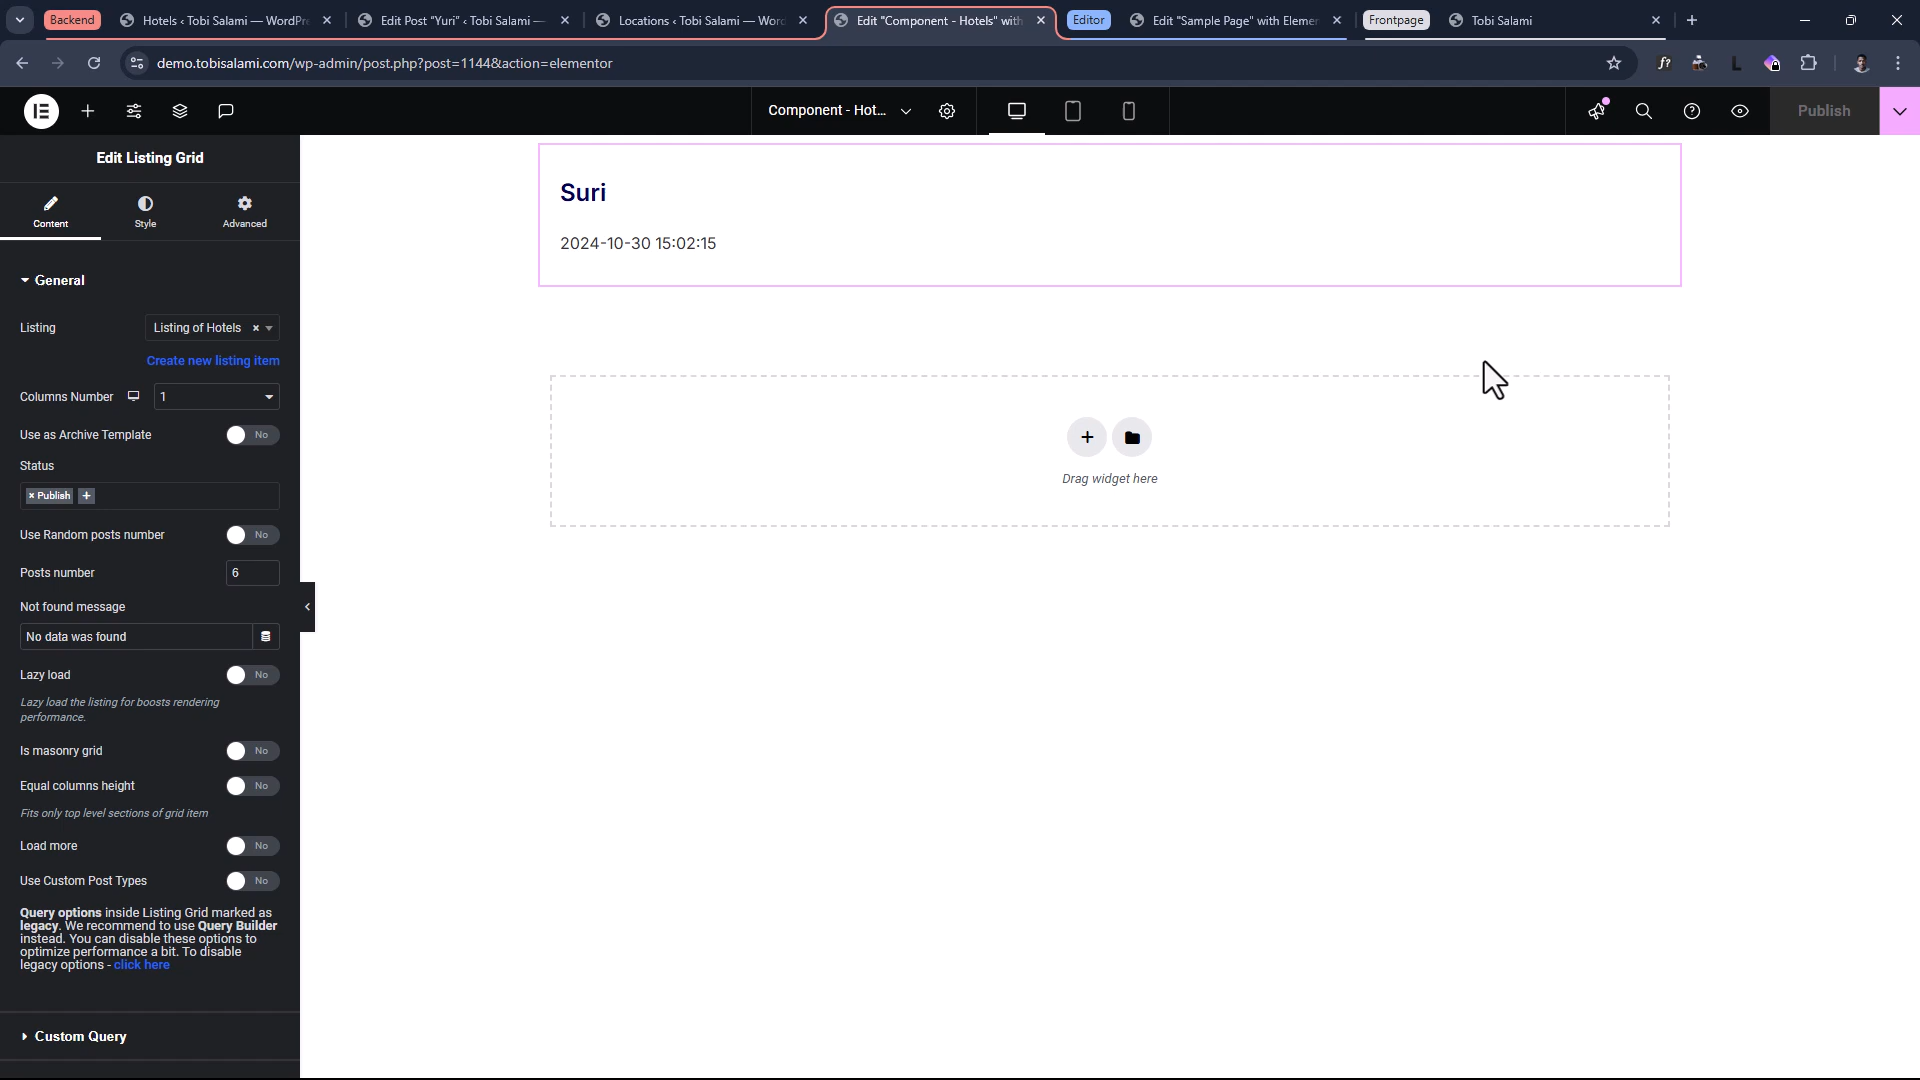 Backend
Hotels ‹ Tobi Salami — WordPre
Edit Post "Yuri" ‹ Tobi Salami —
Locations ‹ Tobi Salami — Word
Edit "Component - Hotels" with
Editor
Edit "Sample Page" with Elemen
Frontpage
Tobi Salami
demo.tobisalami.com/wp-admin/post.php?post=1144&action=elementor
f?
L
Component - Hot...
Publish
Edit Listing Grid
Content
Style
Advanced
General
Listing
Listing of Hotels
Create new listing item
Columns Number
1
Use as Archive Template
No
Status
× Publish +
Use Random posts number
No
Posts number
6
Not found message
No data was found
Lazy load
No
Lazy load the listing for boosts rendering
performance.
Is masonry grid
No
Equal columns height
No
Fits only top level sections of grid item
Load more
No
Use Custom Post Types
No
Query options inside Listing Grid marked as
legacy. We recommend to use Query Builder
instead. You can disable these options to
optimize performance a bit. To disable
legacy options - click here
Custom Query
Suri
2024-10-30 15:02:15
Drag widget here